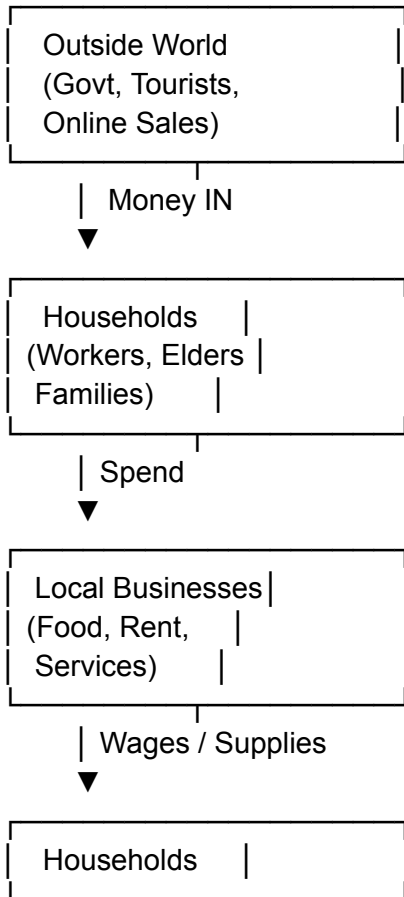 Outside World
(Govt, Tourists,
Online Sales)
Money IN
Households
(Workers, Elders
Families)
Spend
Local Businesses
(Food, Rent,
Services)
Wages / Supplies
Households